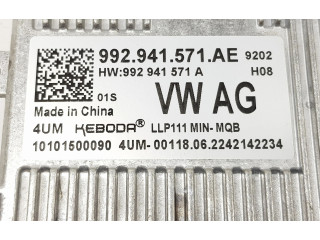 992.941.571.AE 9202
HW:992 941 571 A H08
01S VW AG
Made in China
4UM KEBODA® LLP111 MIN-MQB
10101500090 4UM- 00118.06.2242142234